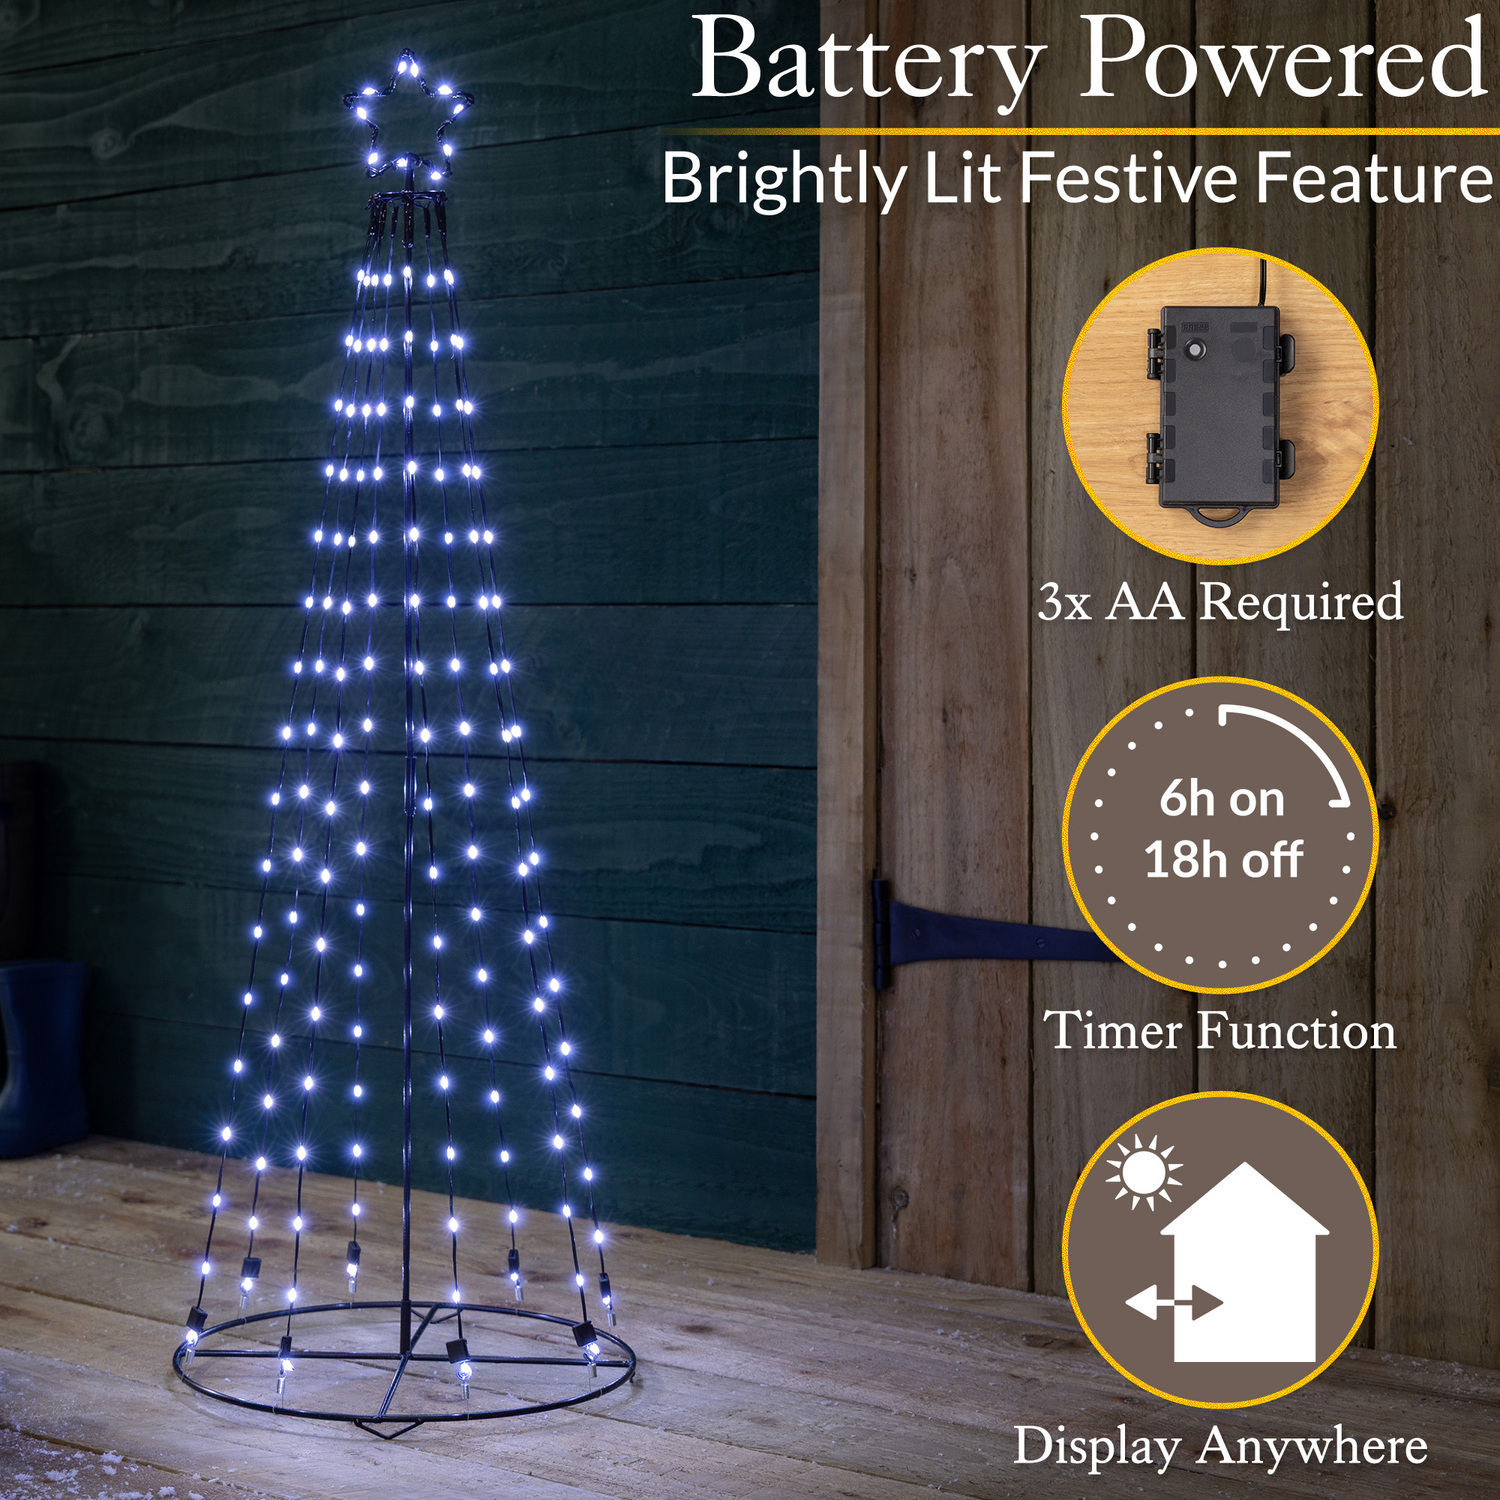 Battery Powered
Brightly Lit Festive Feature
3x AA Required
6h on
18h off
Timer Function
Display Anywhere